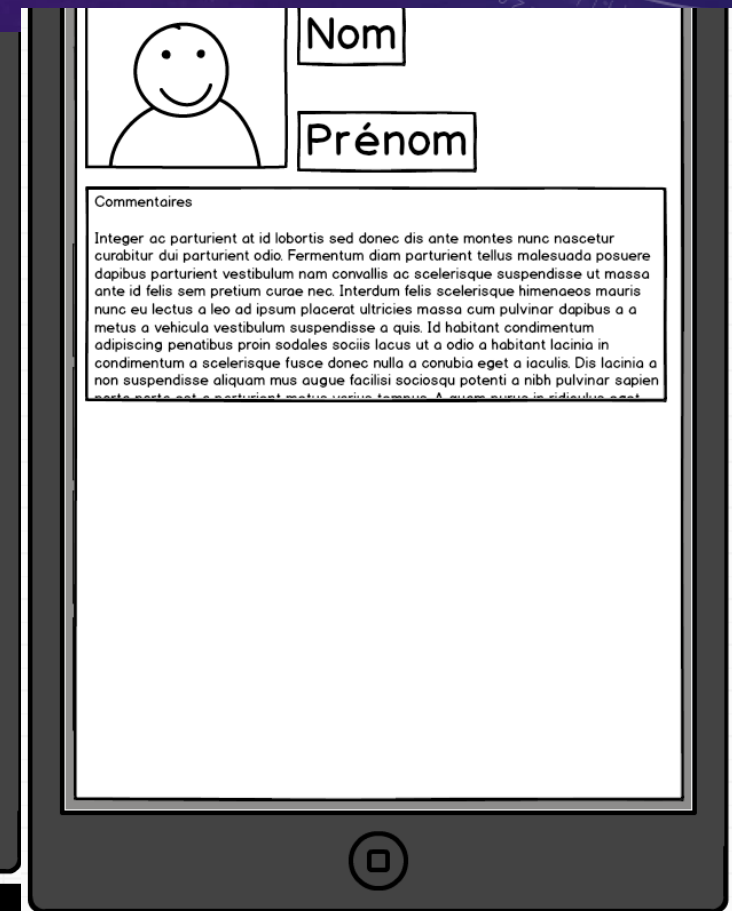 Nom
Prénom
Commentaires
Integer ac parturient at id lobortis sed donec dis ante montes nunc nascetur
curabitur dui parturient odio. Fermentum diam parturient tellus malesuada posuere
dapibus parturient vestibulum nam convallis ac scelerisque suspendisse ut massa
ante id felis sem pretium curae nec. Interdum felis scelerisque himenaeos mauris
nunc eu lectus a leo ad ipsum placerat ultricies massa cum pulvinar dapibus a a
metus a vehicula vestibulum suspendisse a quis. Id habitant condimentum
adipiscing penatibus proin sodales sociis lacus ut a odio a habitant lacinia in
condimentum a scelerisque fusce donec nulla a conubia eget a iaculis. Dis lacinia a
non suspendisse aliquam mus augue facilisi sociosqu potenti a nibh pulvinar sapien